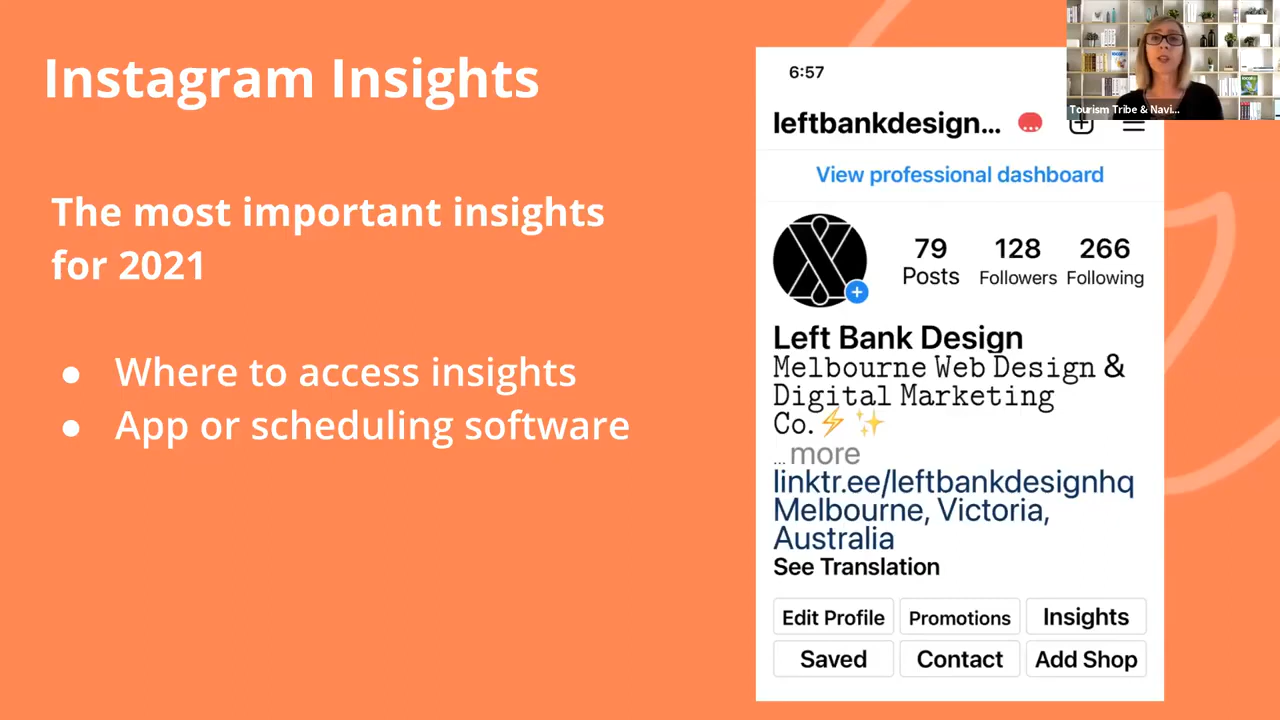 Instagram Insights
The most important insights
for 2021
● Where to access insights
● App or scheduling software
6:57
leftbankdesign...
View professional dashboard
79 128 266
Posts Followers Following
Left Bank Design
Melbourne Web Design &
Digital Marketing
Co.⚡✨
... more
linktr.ee/leftbankdesignhq
Melbourne, Victoria,
Australia
See Translation
Edit Profile Promotions Insights
Saved Contact Add Shop
Tourism Tribe & Navi...